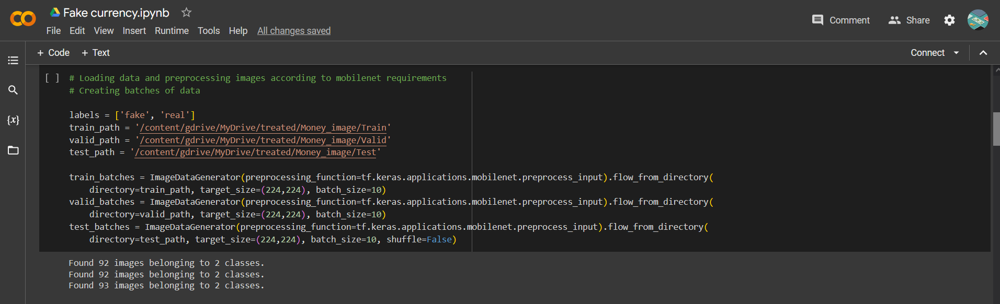 Fake currency.ipynb
File Edit View Insert Runtime Tools Help All changes saved
Comment Share
+ Code + Text
Connect
{x}
[ ] # Loading data and preprocessing images according to mobilenet requirements
# Creating batches of data
labels = ['fake', 'real']
train_path = '/content/gdrive/MyDrive/treated/Money_image/Train'
valid_path = '/content/gdrive/MyDrive/treated/Money_image/Valid'
test_path = '/content/gdrive/MyDrive/treated/Money_image/Test'
train_batches = ImageDataGenerator(preprocessing_function=tf.keras.applications.mobilenet.preprocess_input).flow_from_directory(
directory=train_path, target_size=(224,224), batch_size=10)
valid_batches = ImageDataGenerator(preprocessing_function=tf.keras.applications.mobilenet.preprocess_input).flow_from_directory(
directory=valid_path, target_size=(224,224), batch_size=10)
test_batches = ImageDataGenerator(preprocessing_function=tf.keras.applications.mobilenet.preprocess_input).flow_from_directory(
directory=test_path, target_size=(224,224), batch_size=10, shuffle=False)
Found 92 images belonging to 2 classes.
Found 92 images belonging to 2 classes.
Found 93 images belonging to 2 classes.